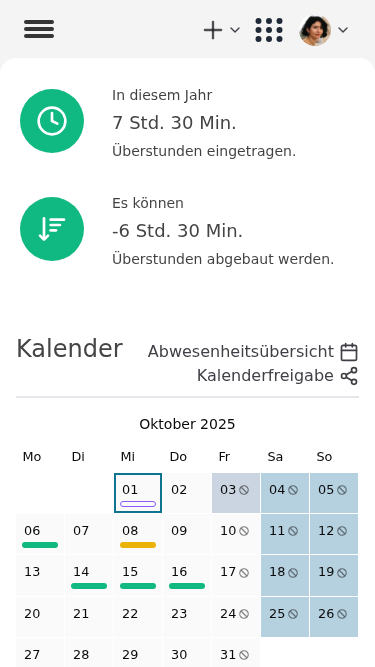 In diesem Jahr
7 Std. 30 Min.
Überstunden eingetragen.
Es können
-6 Std. 30 Min.
Überstunden abgebaut werden.
Kalender
Abwesenheitsübersicht
Kalenderfreigabe
Oktober 2025
Mo Di Mi Do Fr Sa So
01 02 03 04 05
06 07 08 09 10 11 12
13 14 15 16 17 18 19
20 21 22 23 24 25 26
27 28 29 30 31